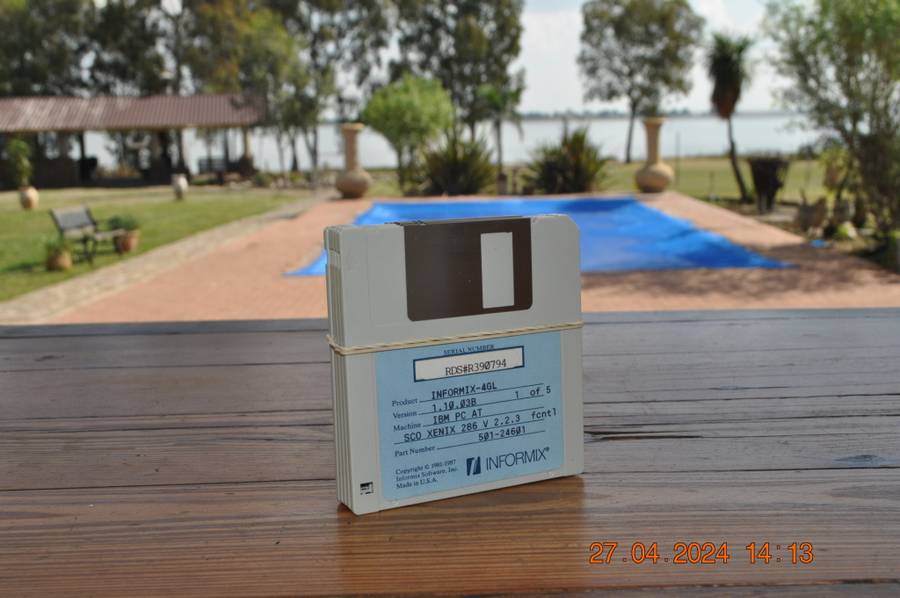 SERIAL NUMBER
RDS#R390794
Product INFORMIX-4GL
Version 1.10.03B 1 of 5
Machine IBM PC AT
SCO XENIX 286 V 2.2.3 fcntl
Part Number 501-24601
Copyright © 1981-1987
Informix Software, Inc.
Made in U.S.A.
INFORMIX®
27.04.2024 14:13